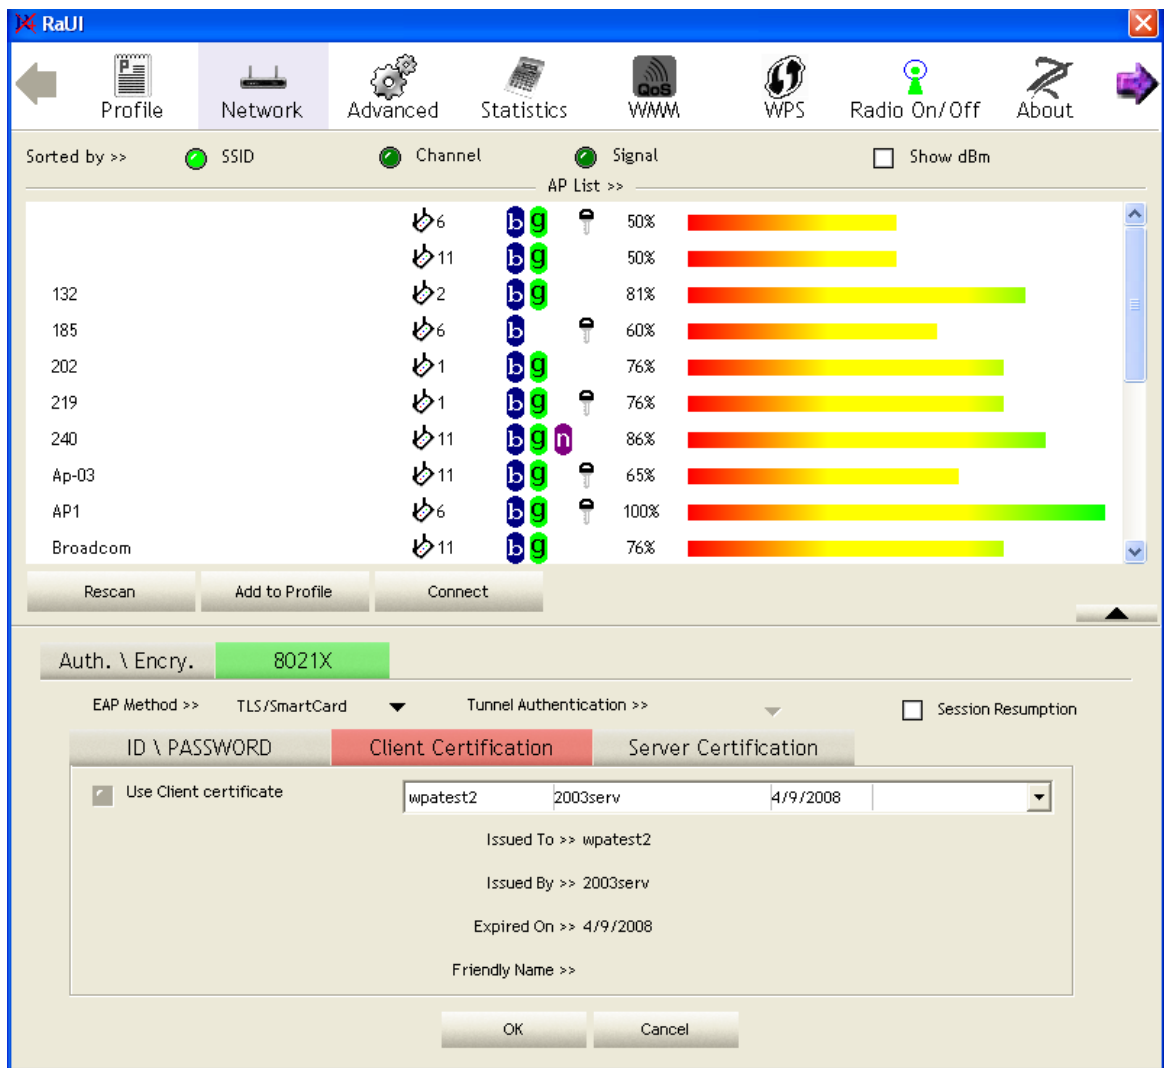 RaUI
Profile Network Advanced Statistics WMM WPS Radio On/Off About
P QoS
Sorted by >> SSID Channel Signal Show dBm
AP List >>
6 b g 50%
11 b g 50%
132 2 b g 81%
185 6 b 60%
202 1 b g 76%
219 1 b g 76%
240 11 b g n 86%
Ap-03 11 b g 65%
AP1 6 b g 100%
Broadcom 11 b g 76%
Rescan Add to Profile Connect
Auth. \ Encry. 8021X
EAP Method >> TLS/SmartCard Tunnel Authentication >> Session Resumption
ID \ PASSWORD Client Certification Server Certification
Use Client certificate wpatest2 2003serv 4/9/2008
Issued To >> wpatest2
Issued By >> 2003serv
Expired On >> 4/9/2008
Friendly Name >>
OK Cancel